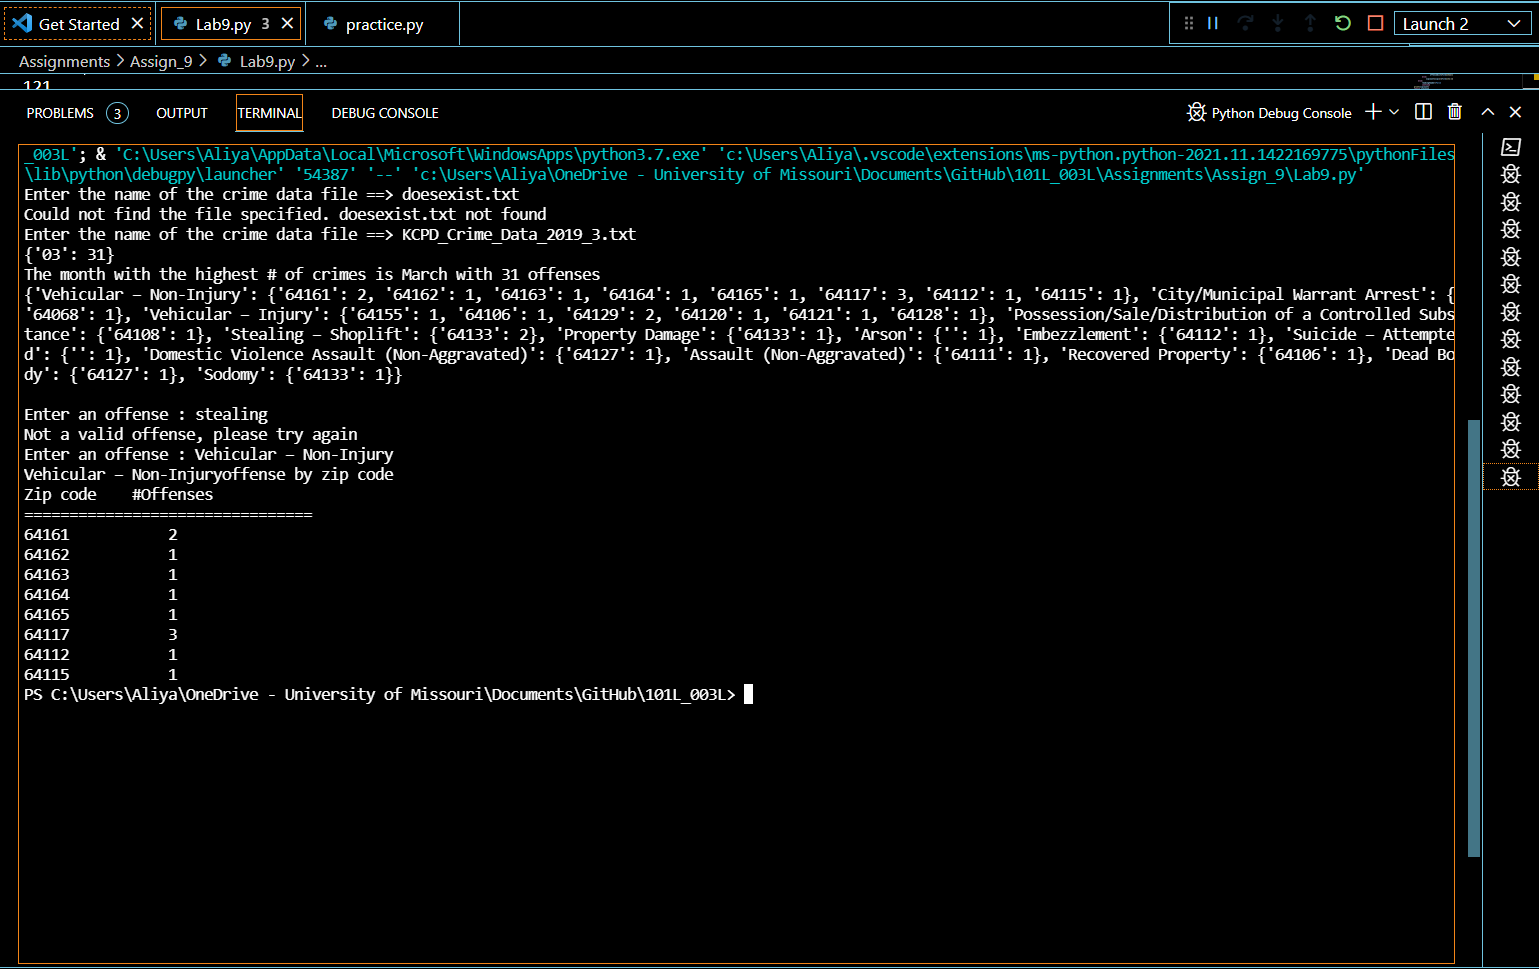 Get Started
Lab9.py 3
practice.py
Launch 2
Assignments > Assign_9 > Lab9.py > ...
121
PROBLEMS 3 OUTPUT TERMINAL DEBUG CONSOLE
Python Debug Console
_003L'; & 'C:\Users\Aliya\AppData\Local\Microsoft\WindowsApps\python3.7.exe' 'c:\Users\Aliya\.vscode\extensions\ms-python.python-2021.11.1422169775\pythonFiles
\lib\python\debugpy\launcher' '54387' '--' 'c:\Users\Aliya\OneDrive - University of Missouri\Documents\GitHub\101L_003L\Assignments\Assign_9\Lab9.py'
Enter the name of the crime data file ==> doesexist.txt
Could not find the file specified. doesexist.txt not found
Enter the name of the crime data file ==> KCPD_Crime_Data_2019_3.txt
{'03': 31}
The month with the highest # of crimes is March with 31 offenses
{'Vehicular – Non-Injury': {'64161': 2, '64162': 1, '64163': 1, '64164': 1, '64165': 1, '64117': 3, '64112': 1, '64115': 1}, 'City/Municipal Warrant Arrest': {
'64068': 1}, 'Vehicular – Injury': {'64155': 1, '64106': 1, '64129': 2, '64120': 1, '64121': 1, '64128': 1}, 'Possession/Sale/Distribution of a Controlled Subs
tance': {'64108': 1}, 'Stealing – Shoplift': {'64133': 2}, 'Property Damage': {'64133': 1}, 'Arson': {'': 1}, 'Embezzlement': {'64112': 1}, 'Suicide – Attempte
d': {'': 1}, 'Domestic Violence Assault (Non-Aggravated)': {'64127': 1}, 'Assault (Non-Aggravated)': {'64111': 1}, 'Recovered Property': {'64106': 1}, 'Dead Bo
dy': {'64127': 1}, 'Sodomy': {'64133': 1}}
Enter an offense : stealing
Not a valid offense, please try again
Enter an offense : Vehicular – Non-Injury
Vehicular – Non-Injuryoffense by zip code
Zip code    #Offenses
================================
64161           2
64162           1
64163           1
64164           1
64165           1
64117           3
64112           1
64115           1
PS C:\Users\Aliya\OneDrive - University of Missouri\Documents\GitHub\101L_003L>